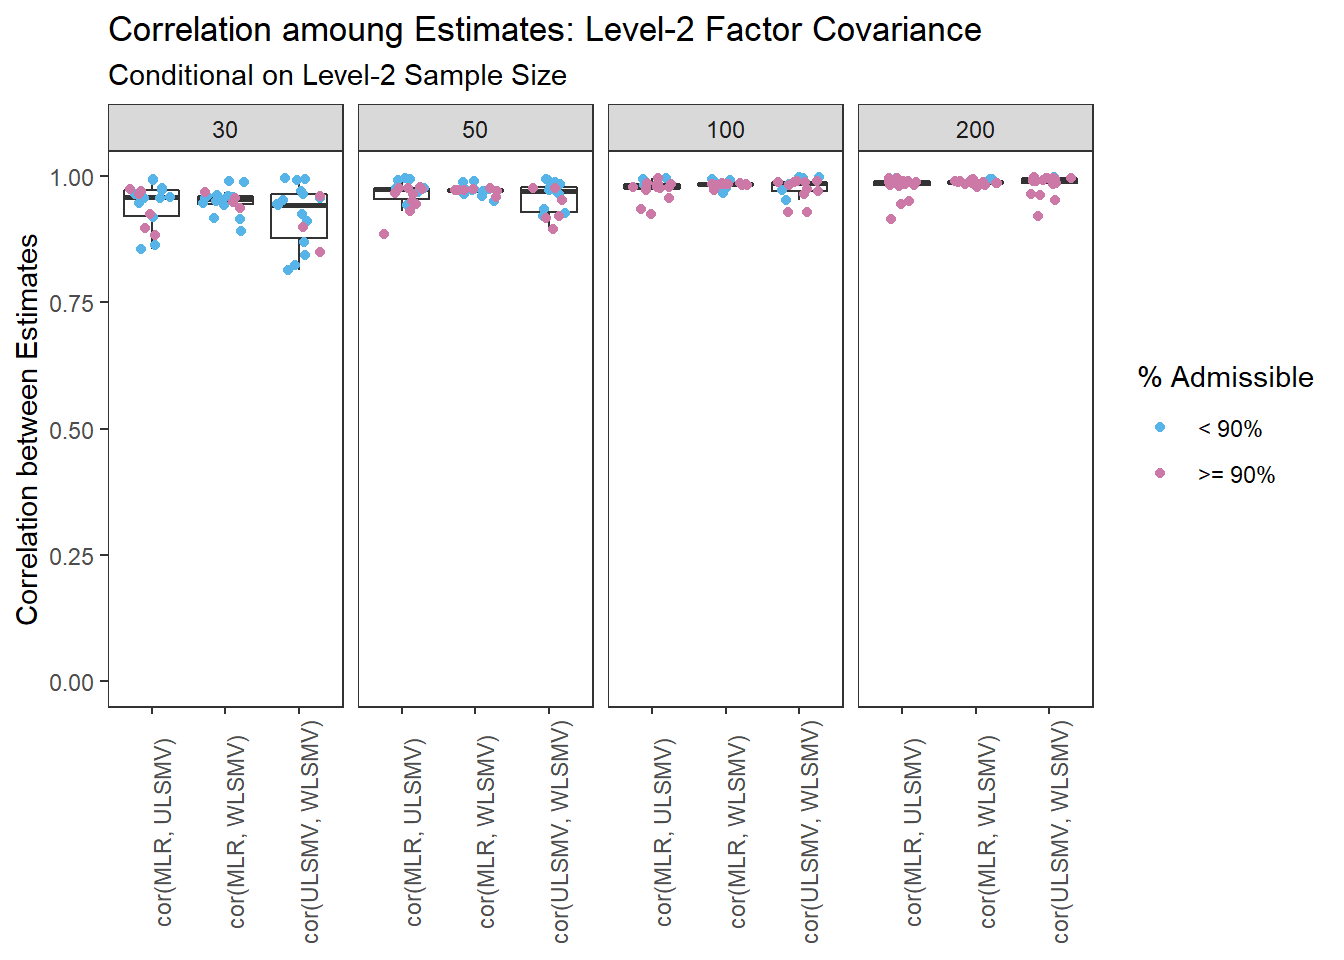 Correlation amoung Estimates: Level-2 Factor Covariance
Conditional on Level-2 Sample Size
30
50
100
200
Correlation between Estimates
1.00
0.75
0.50
0.25
0.00
cor(MLR, ULSMV)
cor(MLR, WLSMV)
cor(ULSMV, WLSMV)
cor(MLR, ULSMV)
cor(MLR, WLSMV)
cor(ULSMV, WLSMV)
cor(MLR, ULSMV)
cor(MLR, WLSMV)
cor(ULSMV, WLSMV)
cor(MLR, ULSMV)
cor(MLR, WLSMV)
cor(ULSMV, WLSMV)
% Admissible
< 90%
>= 90%